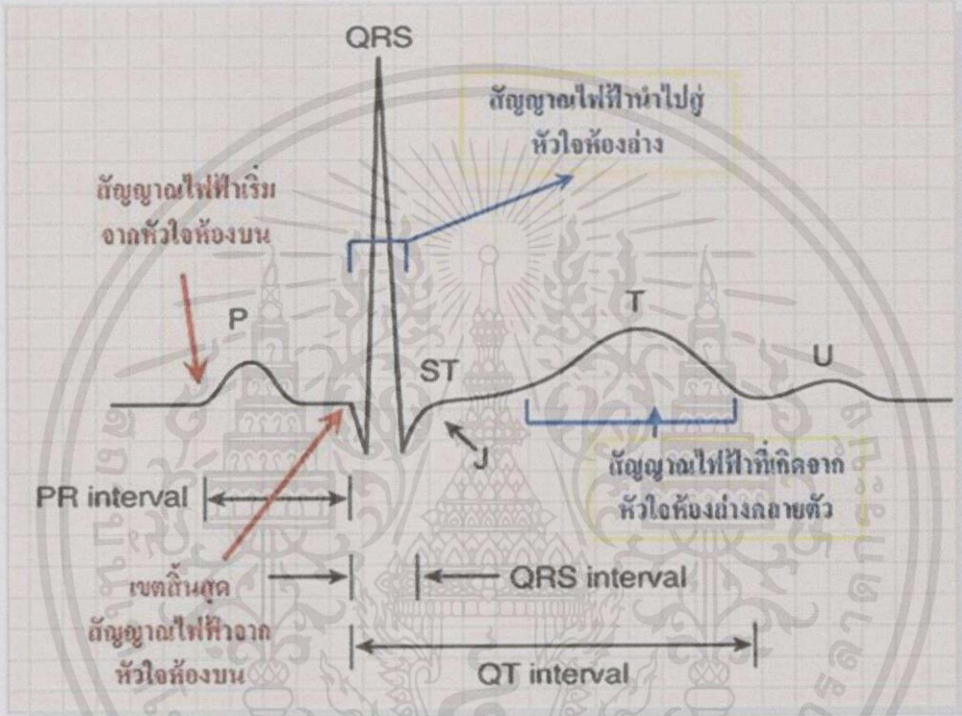 QRS
สัญญาณไฟฟ้านำไปสู่
หัวใจห้องล่าง
สัญญาณไฟฟ้าเริ่ม
จากหัวใจห้องบน
P
T
U
ST
J
สัญญาณไฟฟ้าที่เกิดจาก
หัวใจห้องล่างคลายตัว
PR interval
QRS interval
เขตสิ้นสุด
สัญญาณไฟฟ้าจาก
หัวใจห้องบน
QT interval